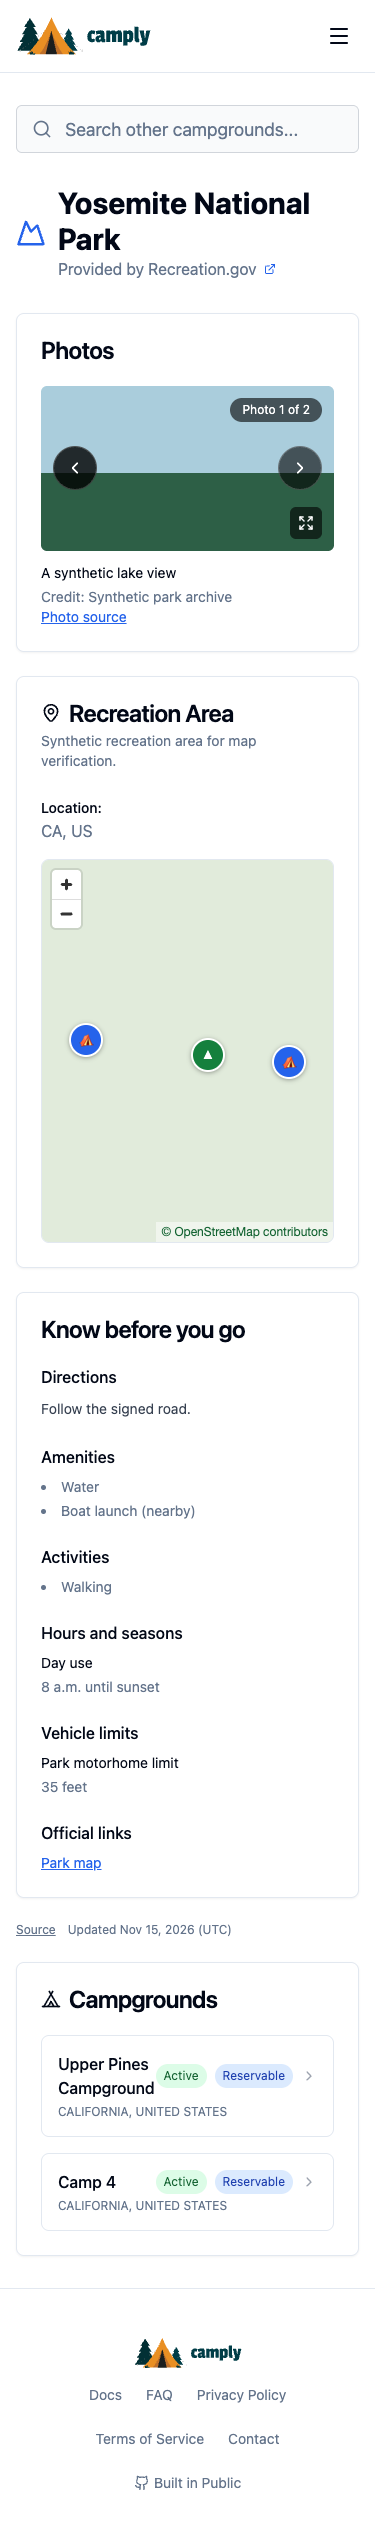 camply
Search other campgrounds...
Yosemite National
Park
Provided by Recreation.gov
Photos
Photo 1 of 2
A synthetic lake view
Credit: Synthetic park archive
Photo source
Recreation Area
Synthetic recreation area for map
verification.
Location:
CA, US
© OpenStreetMap contributors
Know before you go
Directions
Follow the signed road.
Amenities
Water
Boat launch (nearby)
Activities
Walking
Hours and seasons
Day use
8 a.m. until sunset
Vehicle limits
Park motorhome limit
35 feet
Official links
Park map
Source Updated Nov 15, 2026 (UTC)
Campgrounds
Upper Pines
Campground Active Reservable
CALIFORNIA, UNITED STATES
Camp 4 Active Reservable
CALIFORNIA, UNITED STATES
camply
Docs FAQ Privacy Policy
Terms of Service Contact
Built in Public